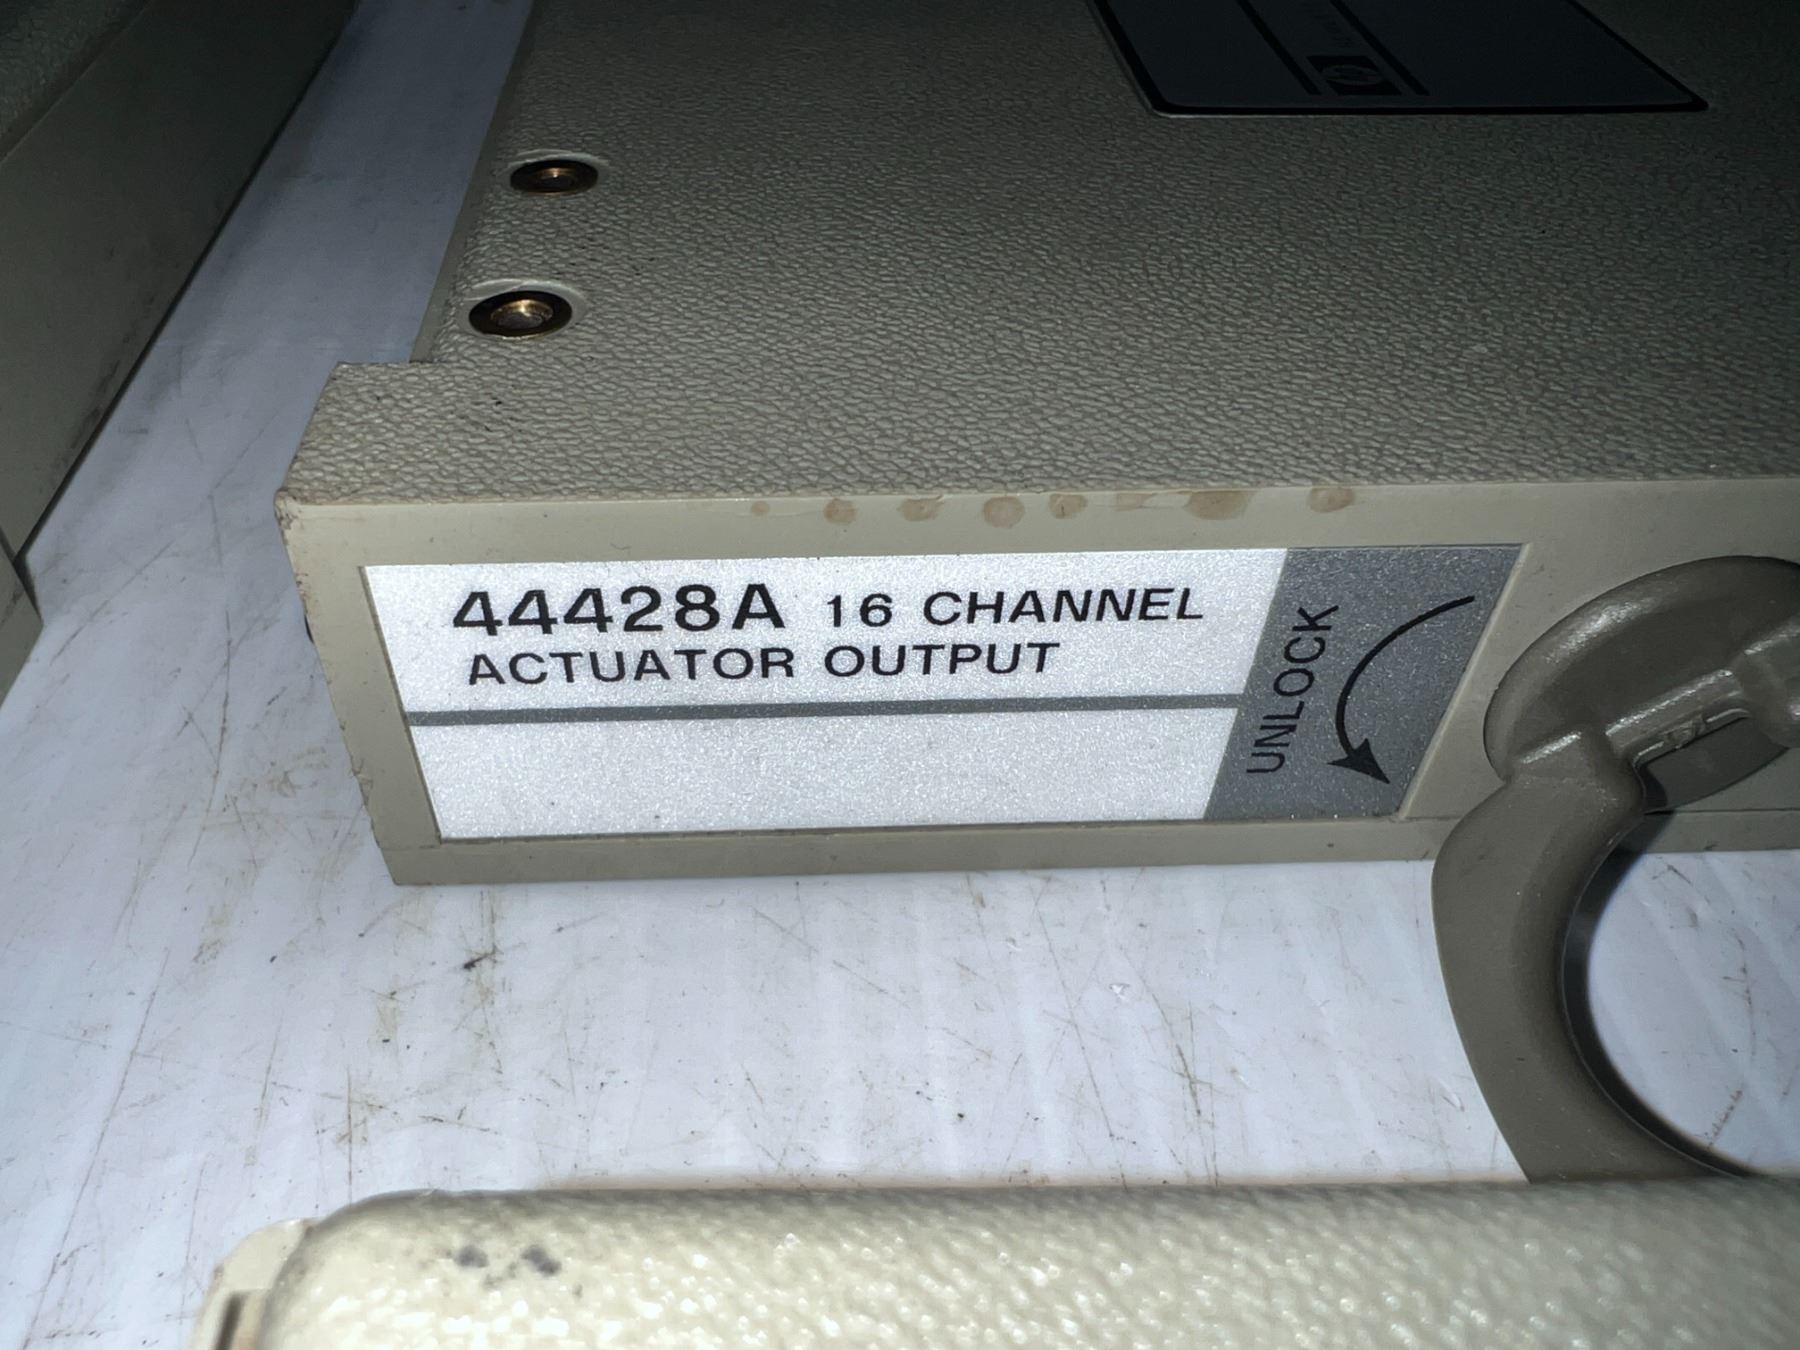 44428A 16 CHANNEL
ACTUATOR OUTPUT
UNLOCK